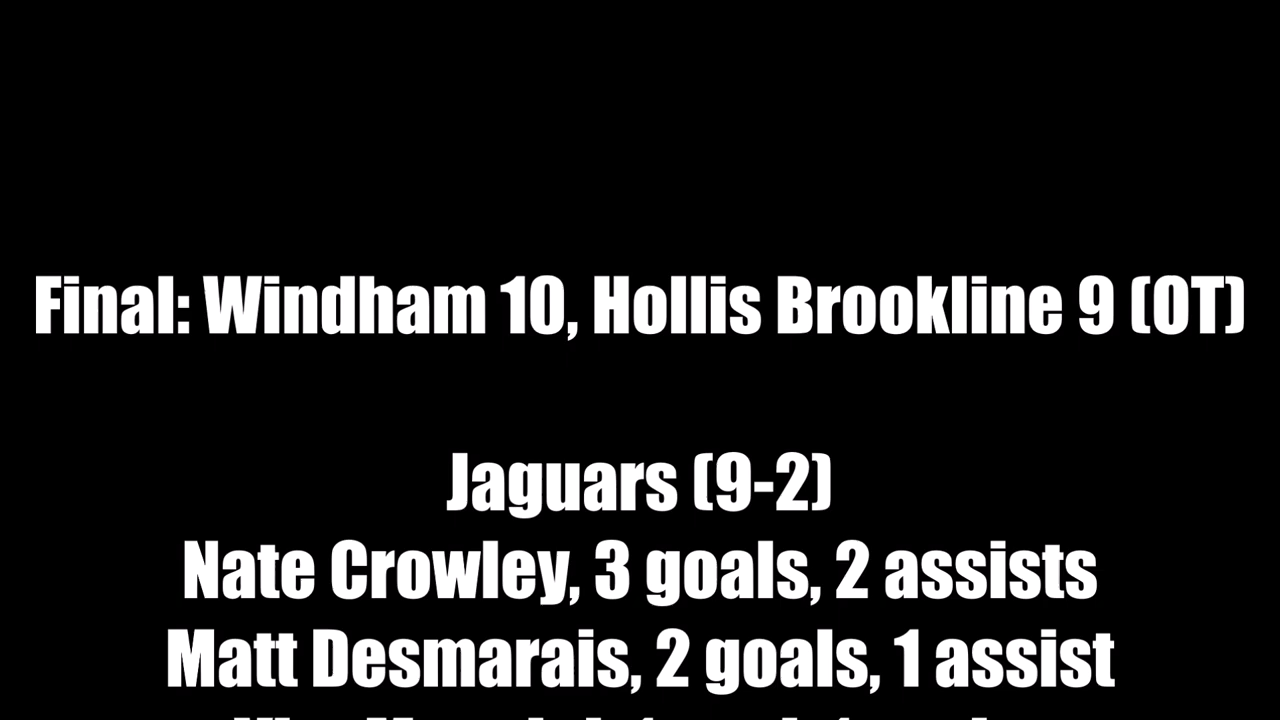 Final: Windham 10, Hollis Brookline 9 (OT)
Jaguars (9-2)
Nate Crowley, 3 goals, 2 assists
Matt Desmarais, 2 goals, 1 assist